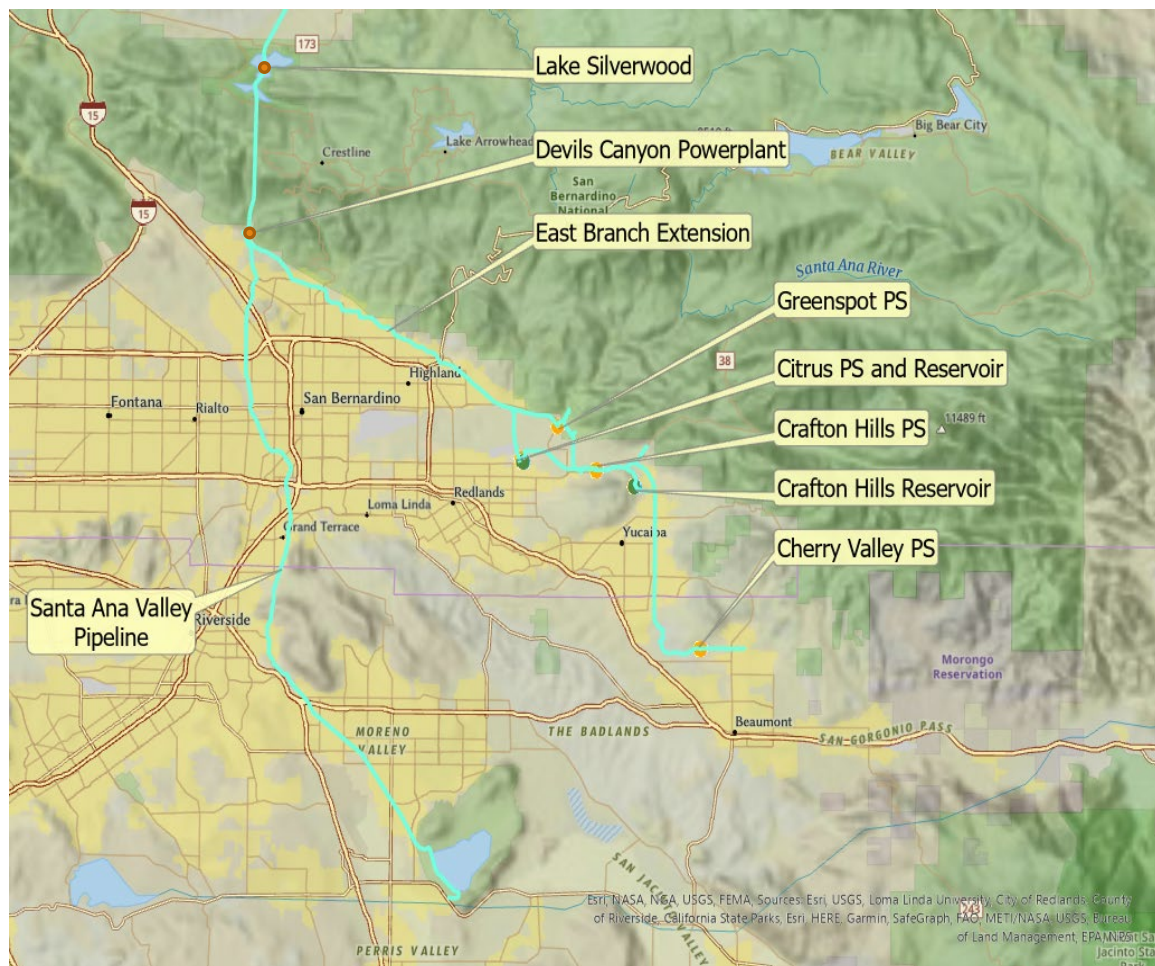 173
Lake Silverwood
15
Big Bear City
Lake Arrowhead
Devils Canyon Powerplant
BEAR VALLEY
Crestline
San
Bernardino
National
15
East Branch Extension
Santa Ana River
Greenspot PS
38
Citrus PS and Reservoir
Highland
Fontana
Rialto
San Bernardino
Crafton Hills PS
11489 ft
Redlands
Crafton Hills Reservoir
Loma Linda
Grand Terrace
Yucaipa
Cherry Valley PS
Santa Ana Valley
Pipeline
Riverside
Morongo
Reservation
MORENO
VALLEY
THE BADLANDS
Beaumont
SAN GORGONIO PASS
SAN JACINTO VALLEY
243
Esri, NASA, NGA, USGS, FEMA, Sources: Esri, USGS, Loma Linda University, City of Redlands, County
of Riverside, California State Parks, Esri, HERE, Garmin, SafeGraph, FAO, METI/NASA, USGS, Bureau
of Land Management, EPA, NPS
PERRIS VALLEY
Jacinto Sta